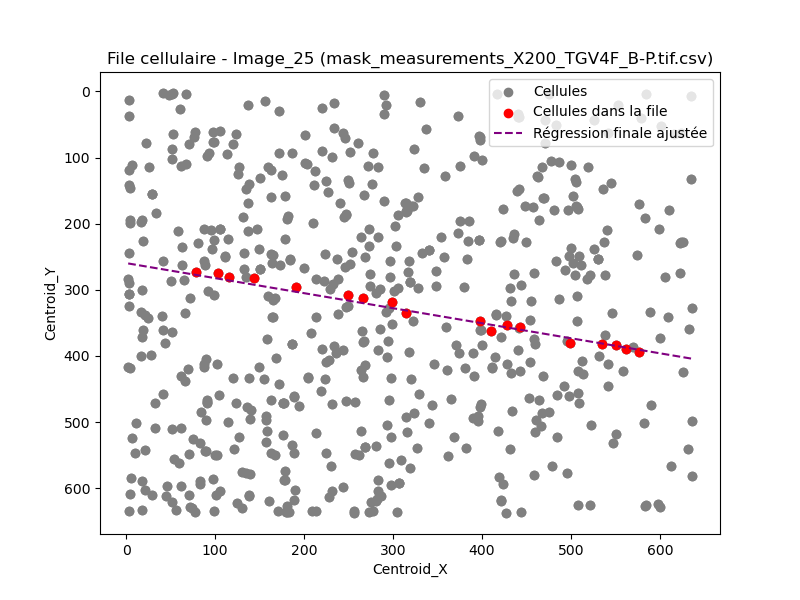 File cellulaire - Image_25 (mask_measurements_X200_TGV4F_B-P.tif.csv)
Cellules
Cellules dans la file
Régression finale ajustée
Centroid_Y
0
100
200
300
400
500
600
0 100 200 300 400 500 600
Centroid_X